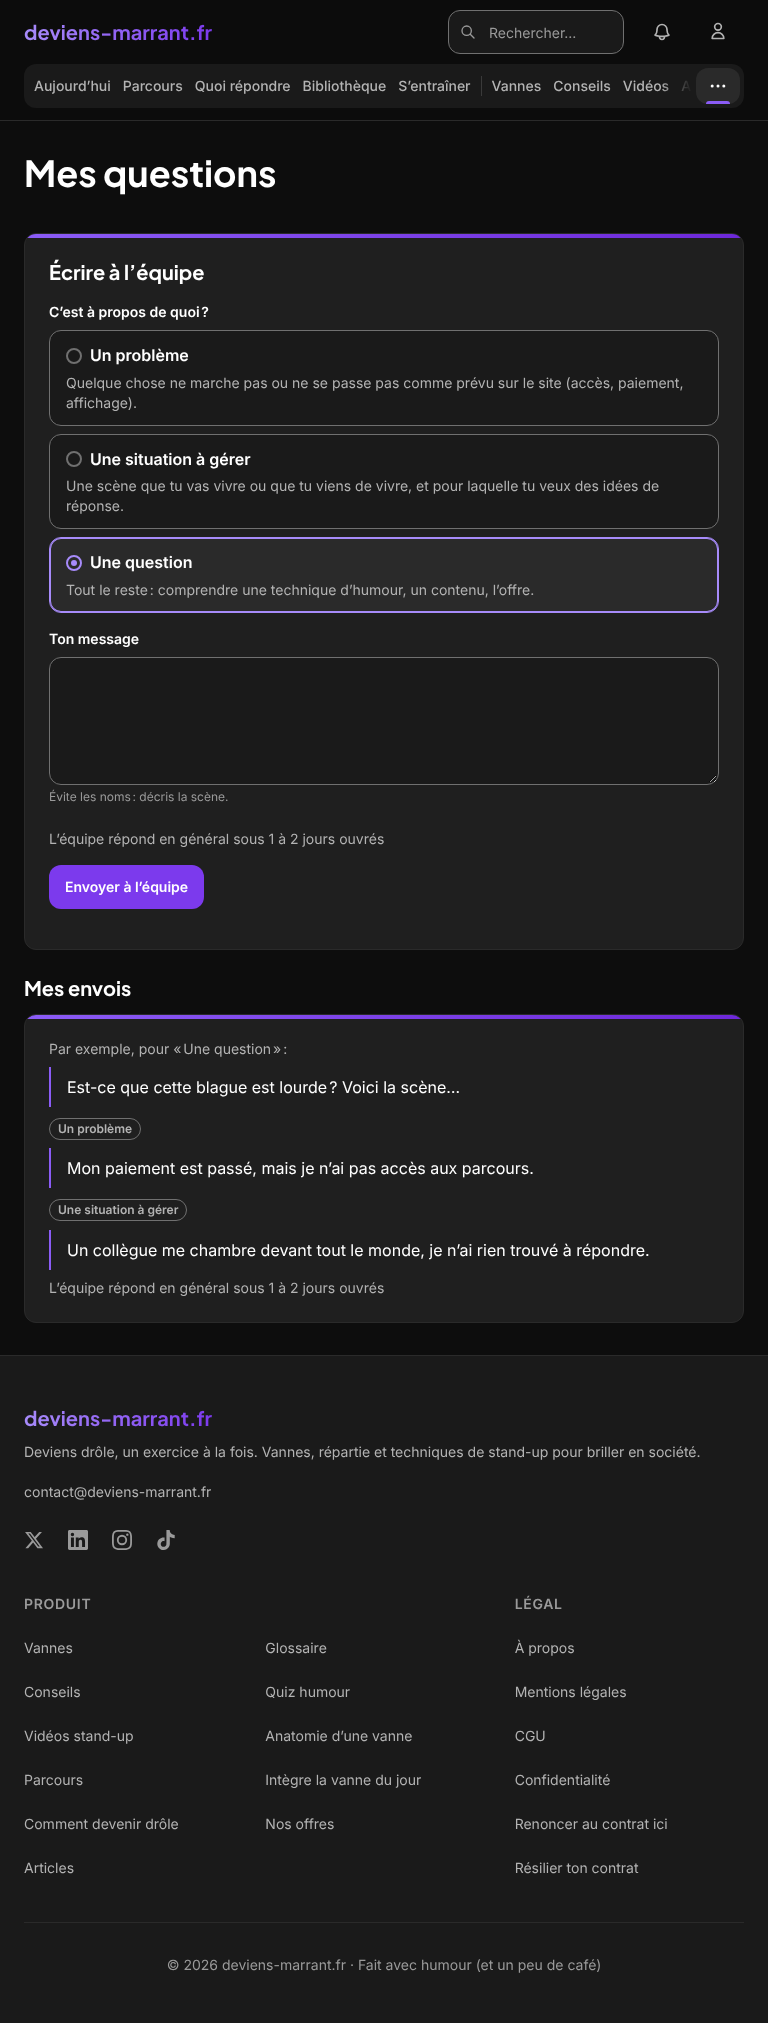 deviens-marrant.fr
Rechercher...
Aujourd’hui Parcours Quoi répondre Bibliothèque S’entraîner Vannes Conseils Vidéos
Mes questions
Écrire à l’équipe
C’est à propos de quoi ?
Un problème
Quelque chose ne marche pas ou ne se passe pas comme prévu sur le site (accès, paiement,
affichage).
Une situation à gérer
Une scène que tu vas vivre ou que tu viens de vivre, et pour laquelle tu veux des idées de
réponse.
Une question
Tout le reste : comprendre une technique d’humour, un contenu, l’offre.
Ton message
Évite les noms : décris la scène.
L’équipe répond en général sous 1 à 2 jours ouvrés
Envoyer à l’équipe
Mes envois
Par exemple, pour « Une question » :
Est-ce que cette blague est lourde ? Voici la scène…
Un problème
Mon paiement est passé, mais je n’ai pas accès aux parcours.
Une situation à gérer
Un collègue me chambre devant tout le monde, je n’ai rien trouvé à répondre.
L’équipe répond en général sous 1 à 2 jours ouvrés
deviens-marrant.fr
Deviens drôle, un exercice à la fois. Vannes, répartie et techniques de stand-up pour briller en société.
contact@deviens-marrant.fr
PRODUIT
Vannes
Conseils
Vidéos stand-up
Parcours
Comment devenir drôle
Articles
Glossaire
Quiz humour
Anatomie d’une vanne
Intègre la vanne du jour
Nos offres
LÉGAL
À propos
Mentions légales
CGU
Confidentialité
Renoncer au contrat ici
Résilier ton contrat
© 2026 deviens-marrant.fr · Fait avec humour (et un peu de café)